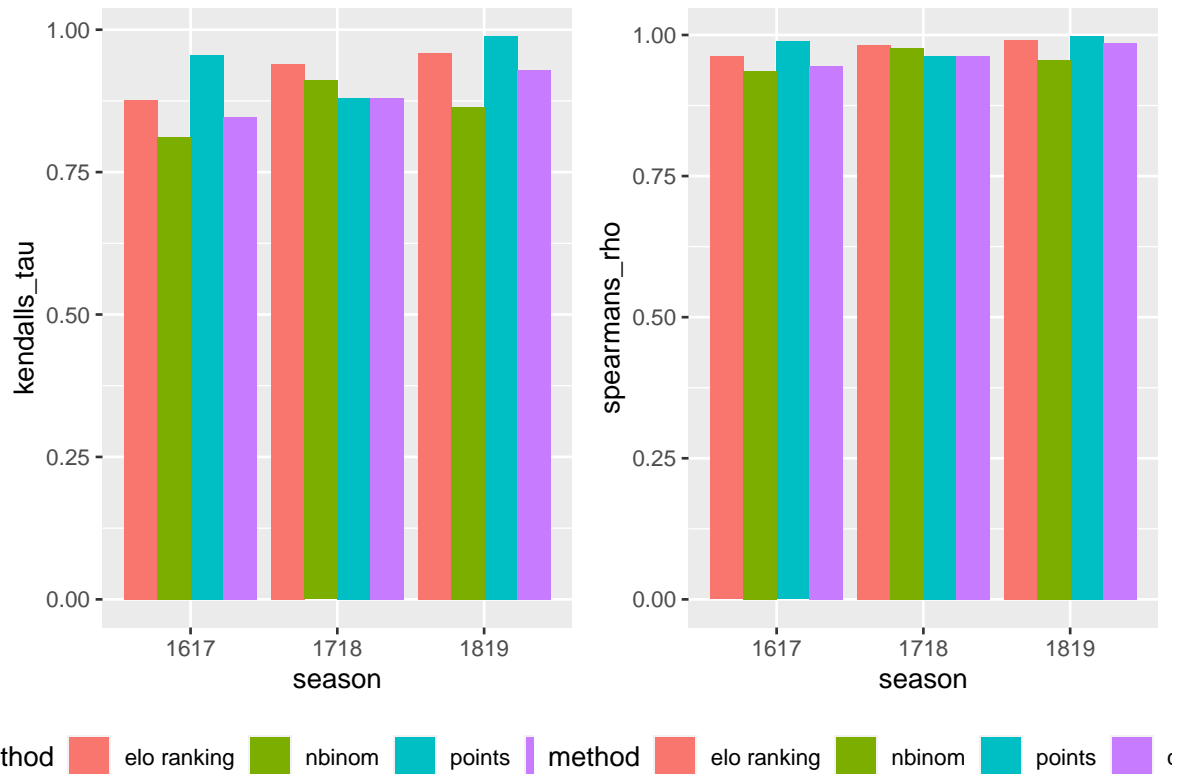 1.00
0.75
0.50
0.25
0.00
kendalls_tau
1617 1718 1819
season
thod elo ranking nbinom points
1.00
0.75
0.50
0.25
0.00
spearmans_rho
1617 1718 1819
season
method elo ranking nbinom points